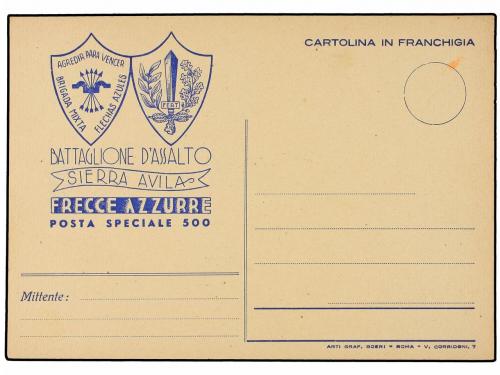 CARTOLINA IN FRANCHIGIA
AGREDIR PARA VENCER
BRIGADA MIXTA
FLECHAS AZULES
FERT
BATTAGLIONE D'ASSALTO
SIERRA AVILA
FRECCE AZZURRE
POSTA SPECIALE 500
Mittente:
ARTI GRAF. BOERI - ROMA - V. CORRIDONI, 7